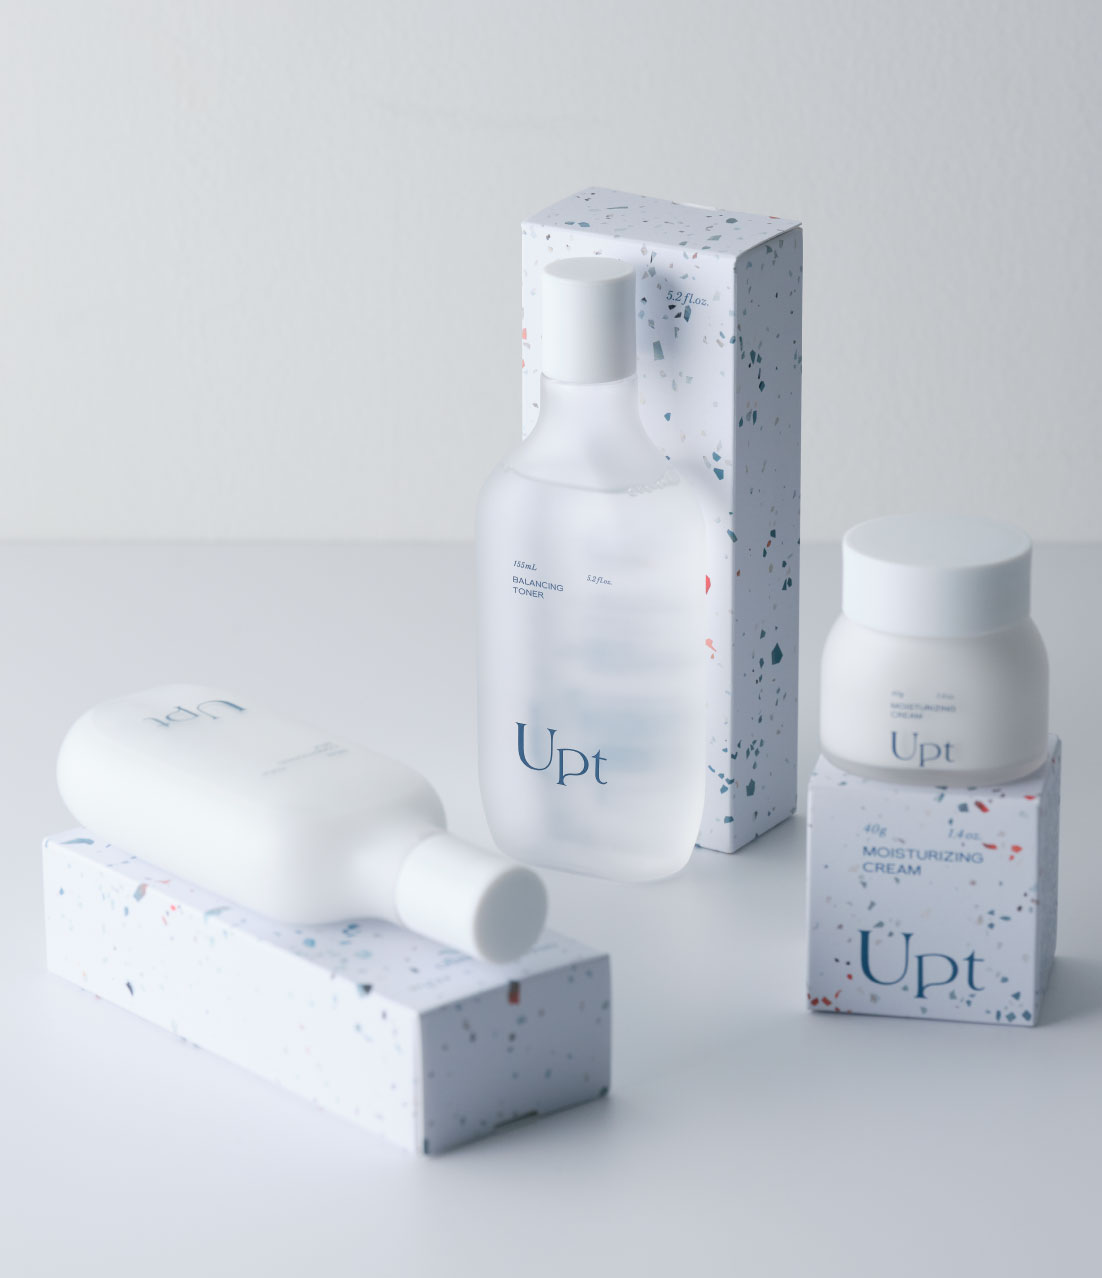 5.2 fl.oz.
155mL
5.2 fl.oz.
BALANCING
TONER
Upt
MOISTURIZING
CREAM
Upt
40g
1.4 oz.
MOISTURIZING
CREAM
Upt
Upt